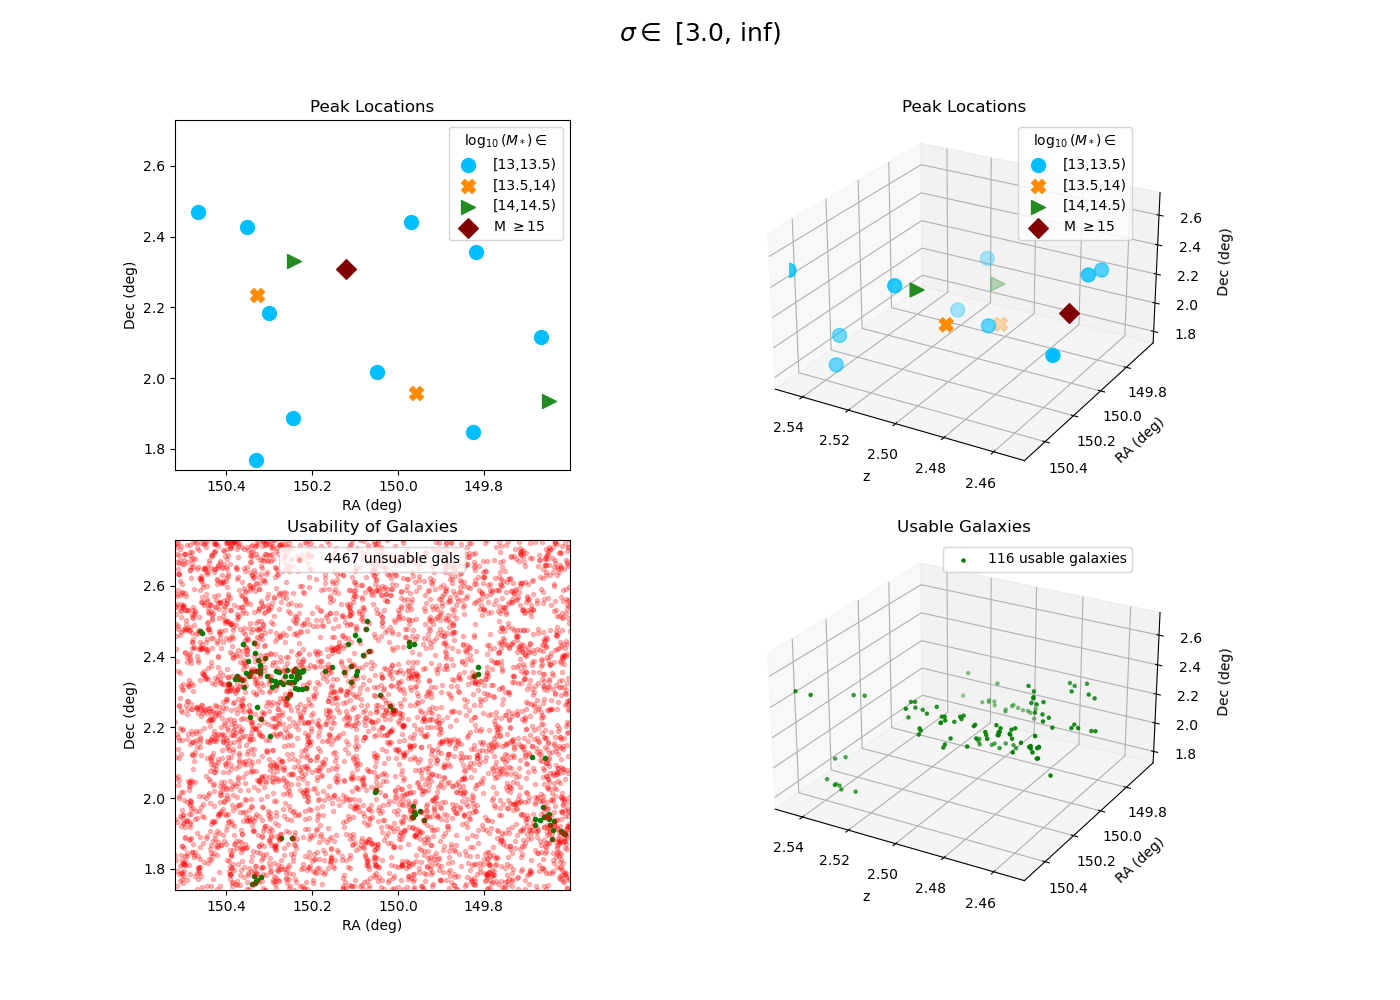 σ ∈ [3.0, inf)
Peak Locations
log₁₀(M*) ∈
[13,13.5)
[13.5,14)
[14,14.5)
M ≥15
2.6
2.4
2.2
2.0
1.8
Dec (deg)
150.4 150.2 150.0 149.8
RA (deg)
Peak Locations
log₁₀(M*) ∈
[13,13.5)
[13.5,14)
[14,14.5)
M ≥15
2.6
2.4
2.2
2.0
1.8
Dec (deg)
149.8
150.0
150.2
150.4
RA (deg)
2.54
2.52
2.50
2.48
2.46
z
Usability of Galaxies
4467 unsuable gals
2.6
2.4
2.2
2.0
1.8
Dec (deg)
150.4 150.2 150.0 149.8
RA (deg)
Usable Galaxies
116 usable galaxies
2.6
2.4
2.2
2.0
1.8
Dec (deg)
149.8
150.0
150.2
150.4
RA (deg)
2.54
2.52
2.50
2.48
2.46
z